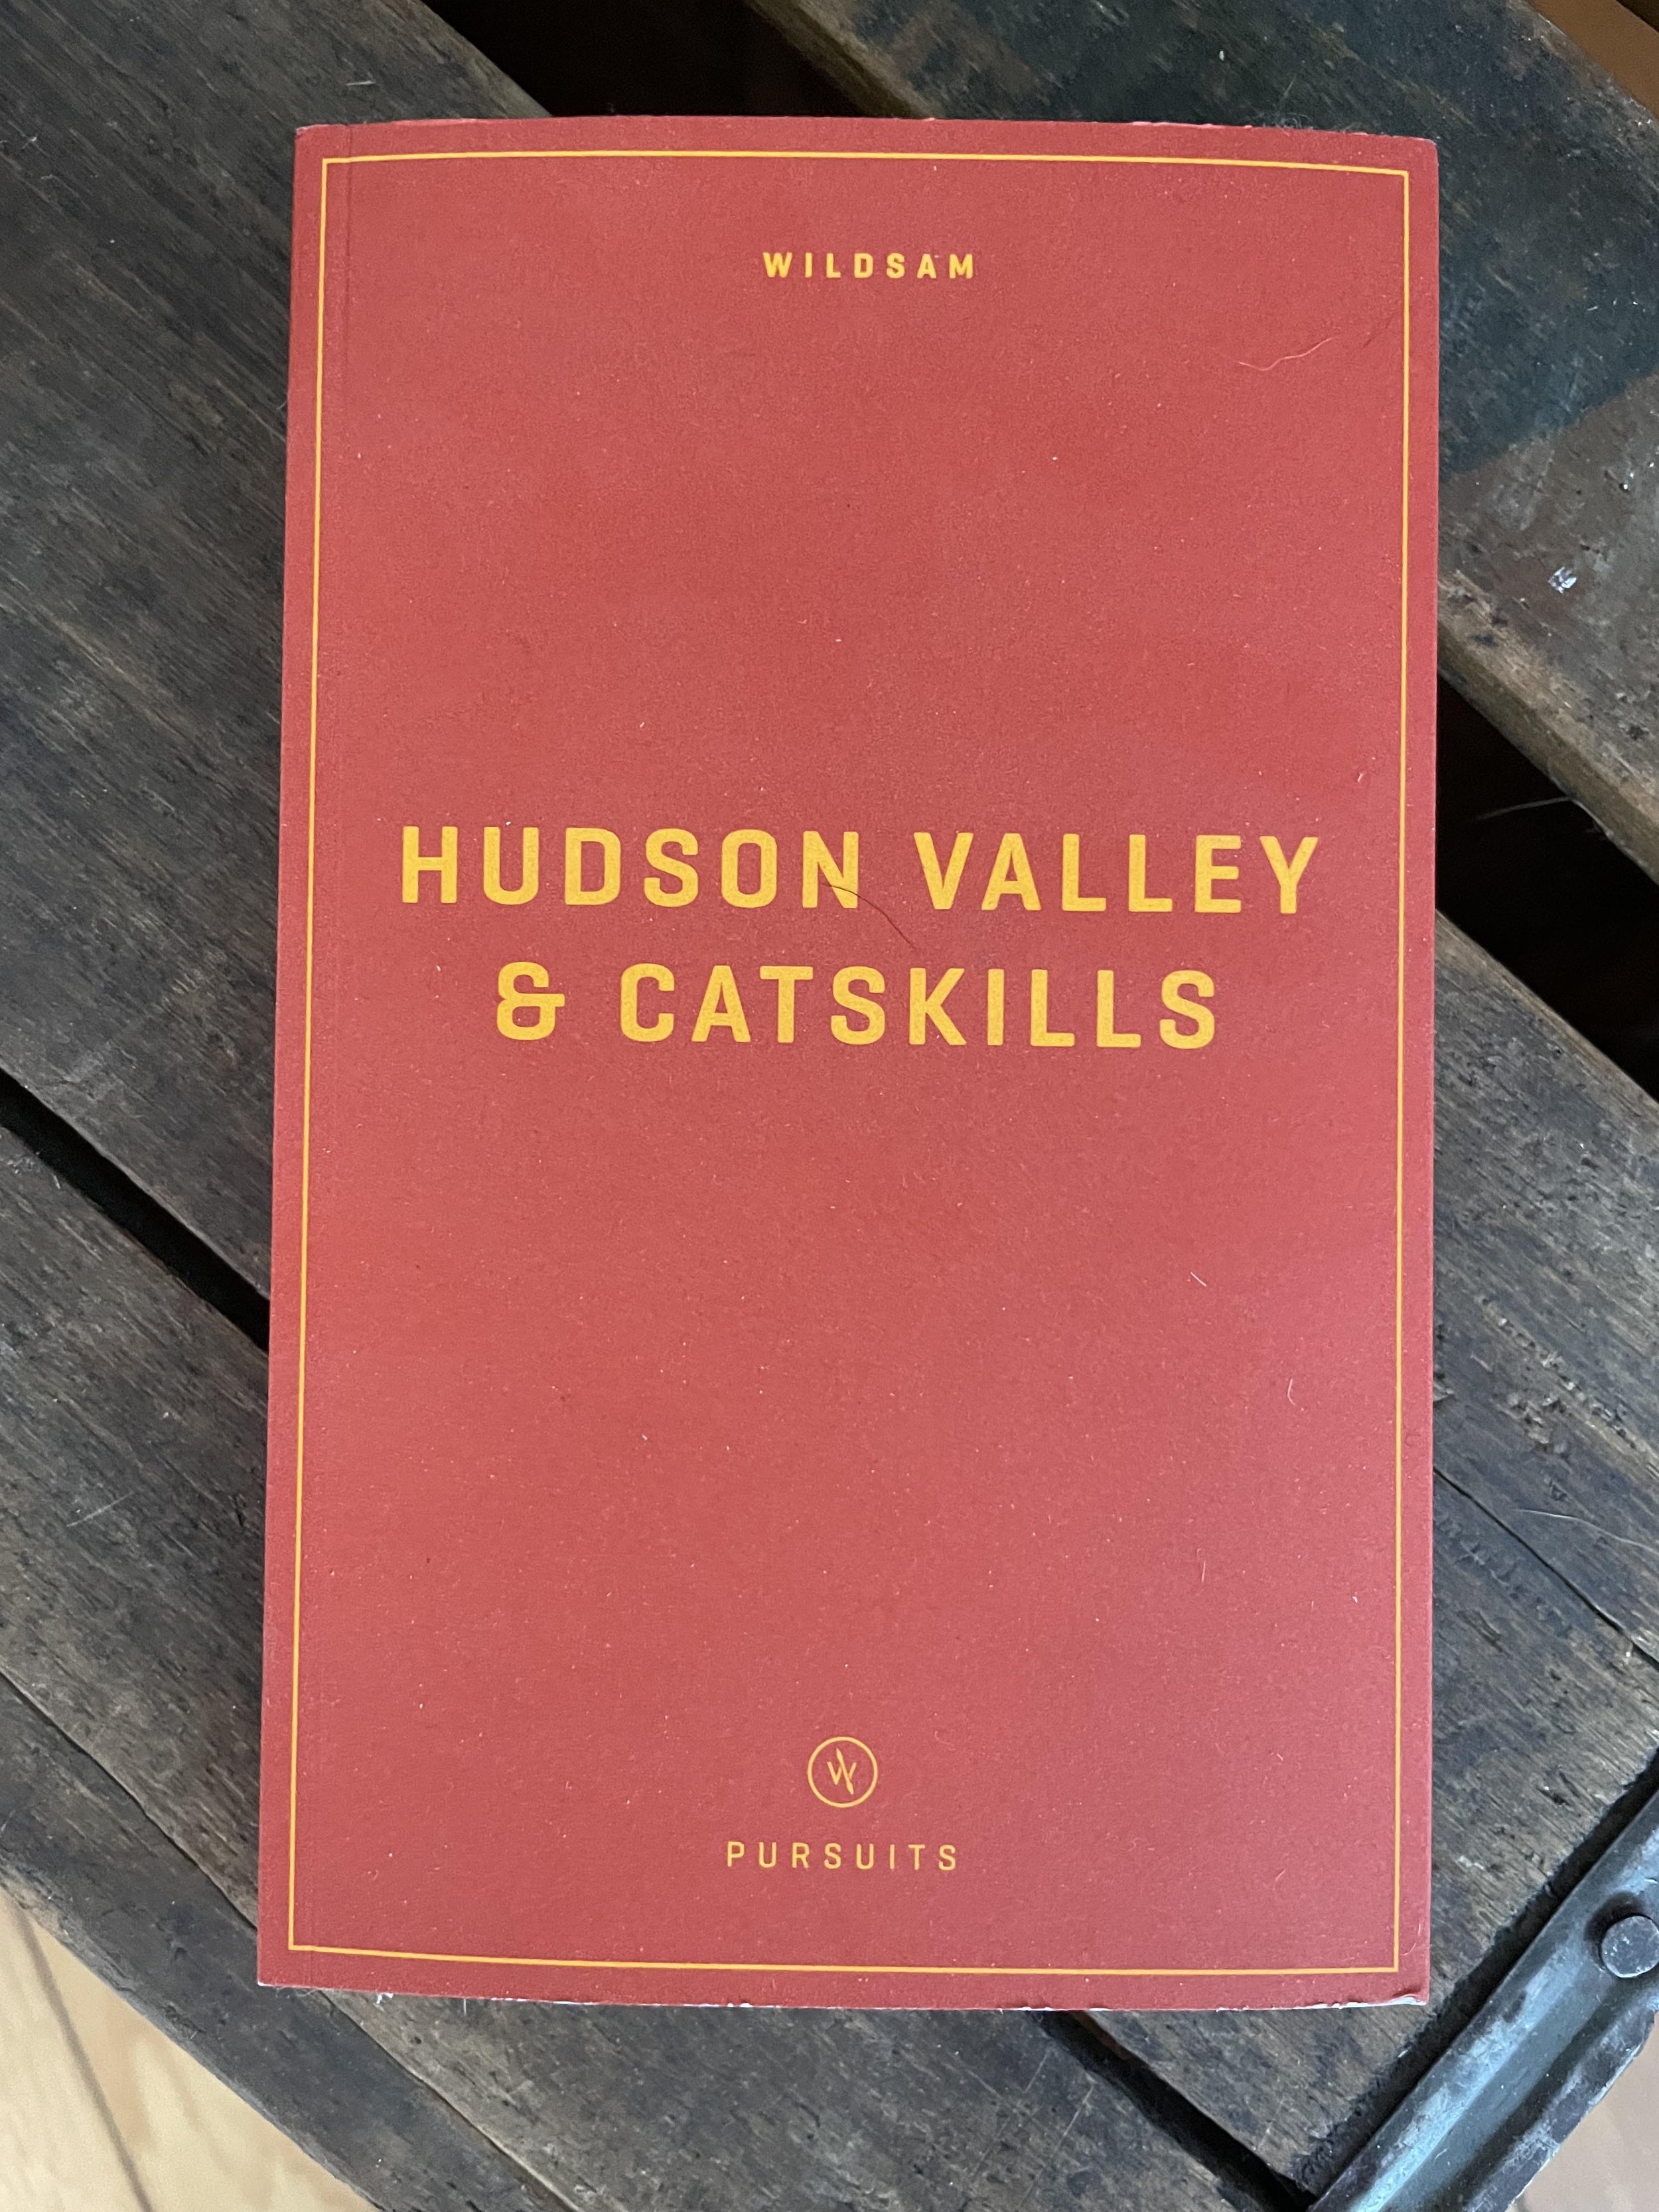 WILDSAM
HUDSON VALLEY
& CATSKILLS
W
PURSUITS